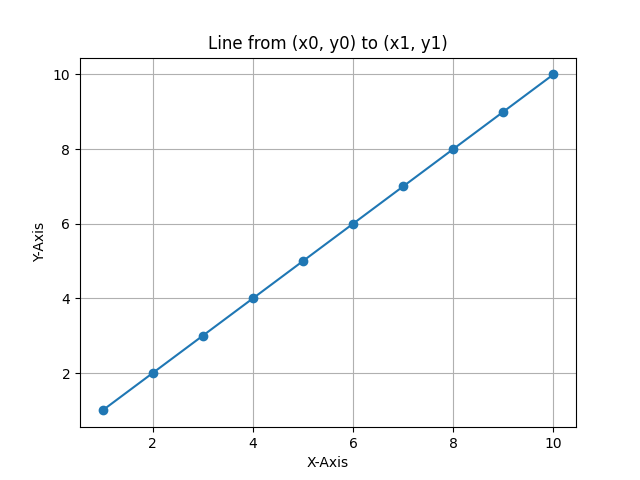 Line from (x0, y0) to (x1, y1)
10
8
6
4
2
Y-Axis
2 4 6 8 10
X-Axis